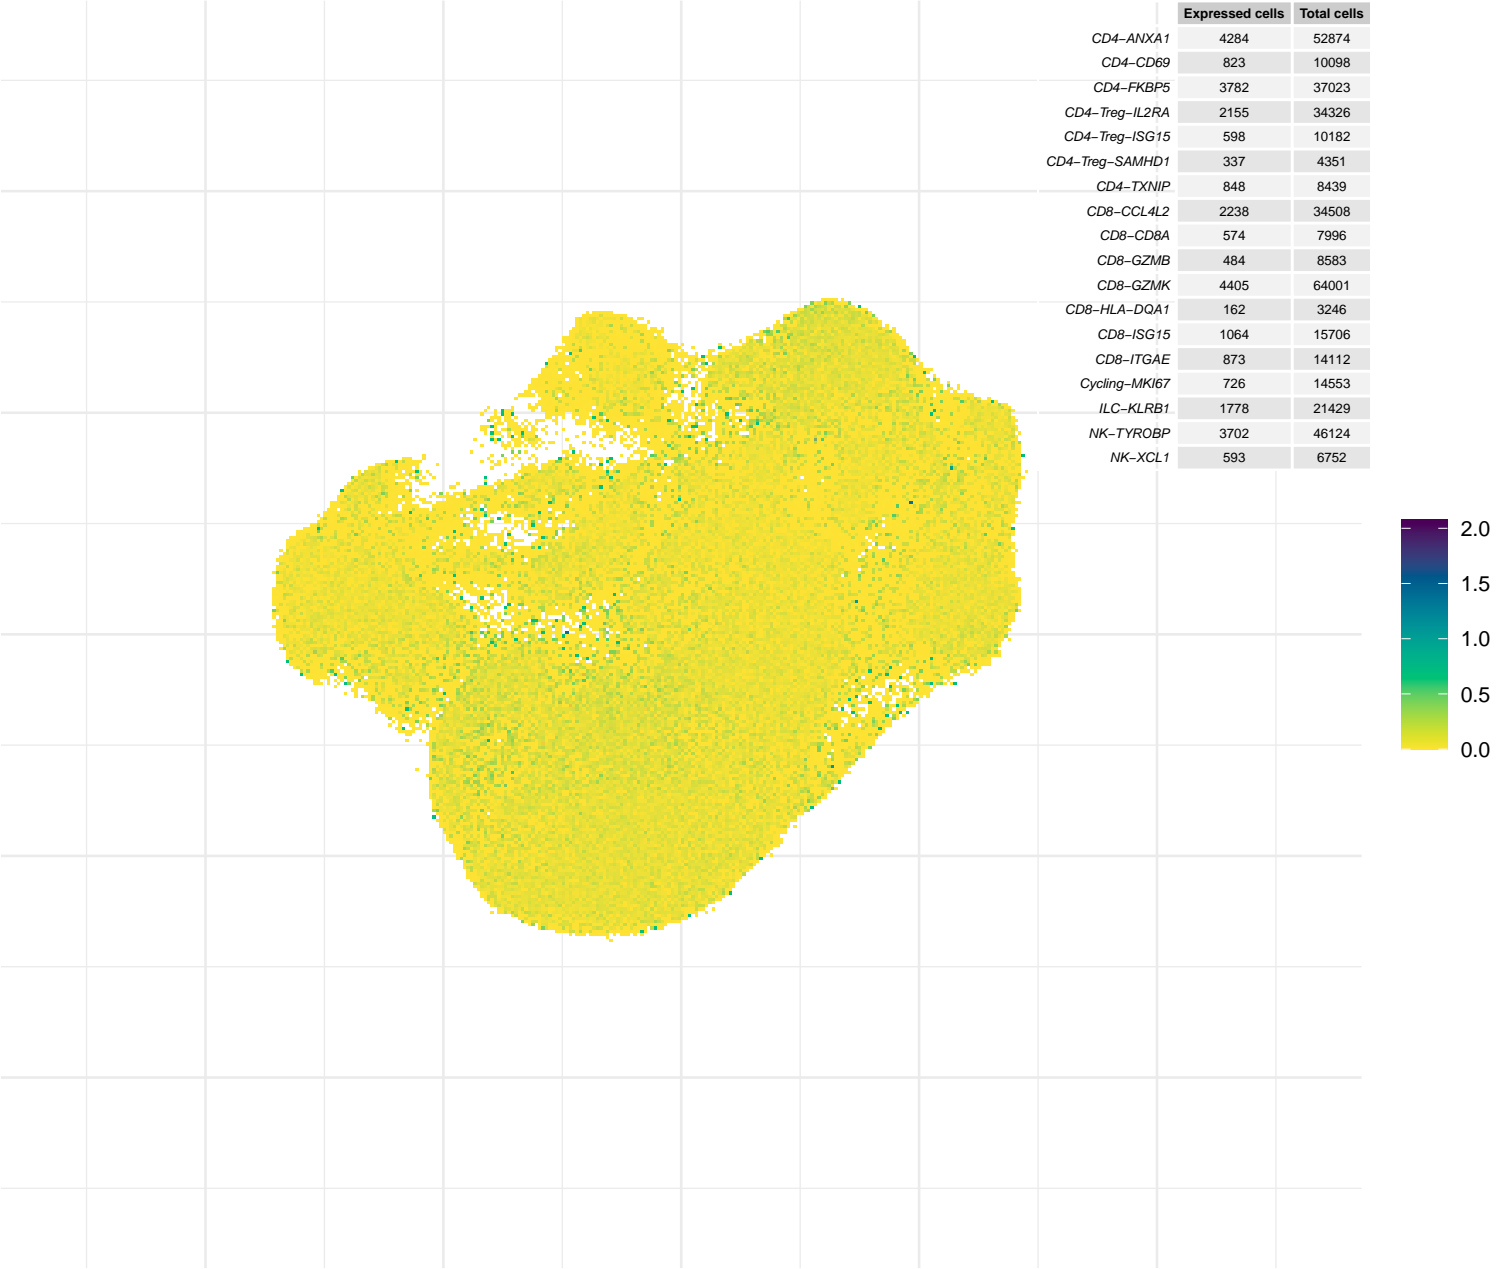 Expressed cells Total cells
CD4−ANXA1 4284 52874
CD4−CD69 823 10098
CD4−FKBP5 3782 37023
CD4−Treg−IL2RA 2155 34326
CD4−Treg−ISG15 598 10182
CD4−Treg−SAMHD1 337 4351
CD4−TXNIP 848 8439
CD8−CCL4L2 2238 34508
CD8−CD8A 574 7996
CD8−GZMB 484 8583
CD8−GZMK 4405 64001
CD8−HLA−DQA1 162 3246
CD8−ISG15 1064 15706
CD8−ITGAE 873 14112
Cycling−MKI67 726 14553
ILC−KLRB1 1778 21429
NK−TYROBP 3702 46124
NK−XCL1 593 6752
2.0
1.5
1.0
0.5
0.0